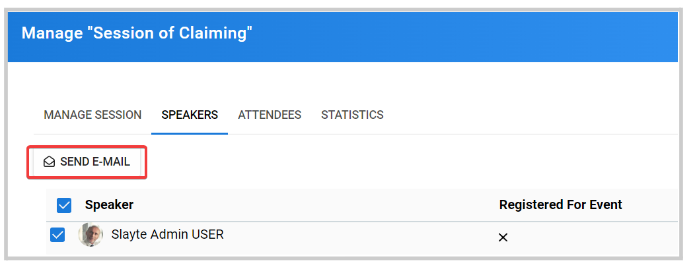 Manage "Session of Claiming"
MANAGE SESSION SPEAKERS ATTENDEES STATISTICS
SEND E-MAIL
Speaker Registered For Event
Slayte Admin USER